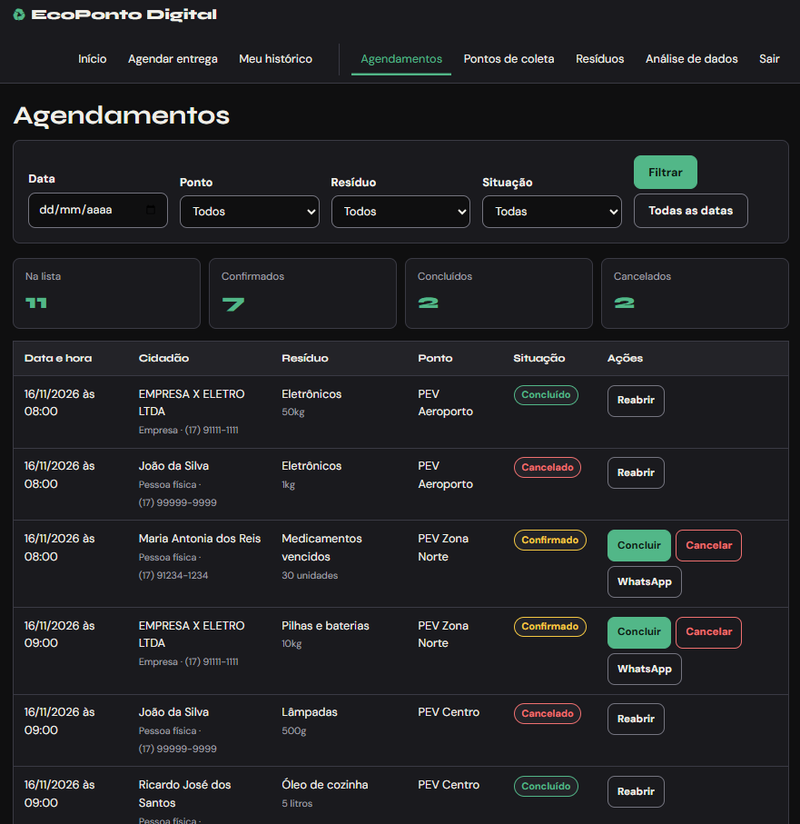 EcoPonto Digital
Início Agendar entrega Meu histórico Agendamentos Pontos de coleta Resíduos Análise de dados Sair
Agendamentos
Data Ponto Resíduo Situação
dd/mm/aaaa Todos Todos Todas
Filtrar
Todas as datas
Na lista Confirmados Concluídos Cancelados
11 7 2 2
Data e hora Cidadão Resíduo Ponto Situação Ações
16/11/2026 às EMPRESA X ELETRO Eletrônicos PEV Concluído Reabrir
08:00 LTDA 50kg Aeroporto
Empresa · (17) 91111-1111
16/11/2026 às João da Silva Eletrônicos PEV Cancelado Reabrir
08:00 Pessoa física · 1kg Aeroporto
(17) 99999-9999
16/11/2026 às Maria Antonia dos Reis Medicamentos PEV Zona Confirmado Concluir Cancelar
08:00 Pessoa física · vencidos Norte
(17) 91234-1234 30 unidades WhatsApp
16/11/2026 às EMPRESA X ELETRO Pilhas e baterias PEV Zona Confirmado Concluir Cancelar
09:00 LTDA 10kg Norte
Empresa · (17) 91111-1111 WhatsApp
16/11/2026 às João da Silva Lâmpadas PEV Centro Cancelado Reabrir
09:00 Pessoa física · 500g
(17) 99999-9999
16/11/2026 às Ricardo José dos Óleo de cozinha PEV Centro Concluído Reabrir
09:00 Santos 5 litros
Pessoa física ·